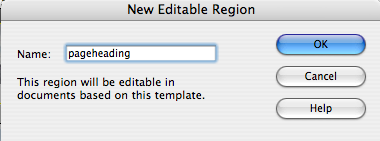 New Editable Region
Name: pageheading
OK
This region will be editable in
documents based on this template.
Cancel
Help